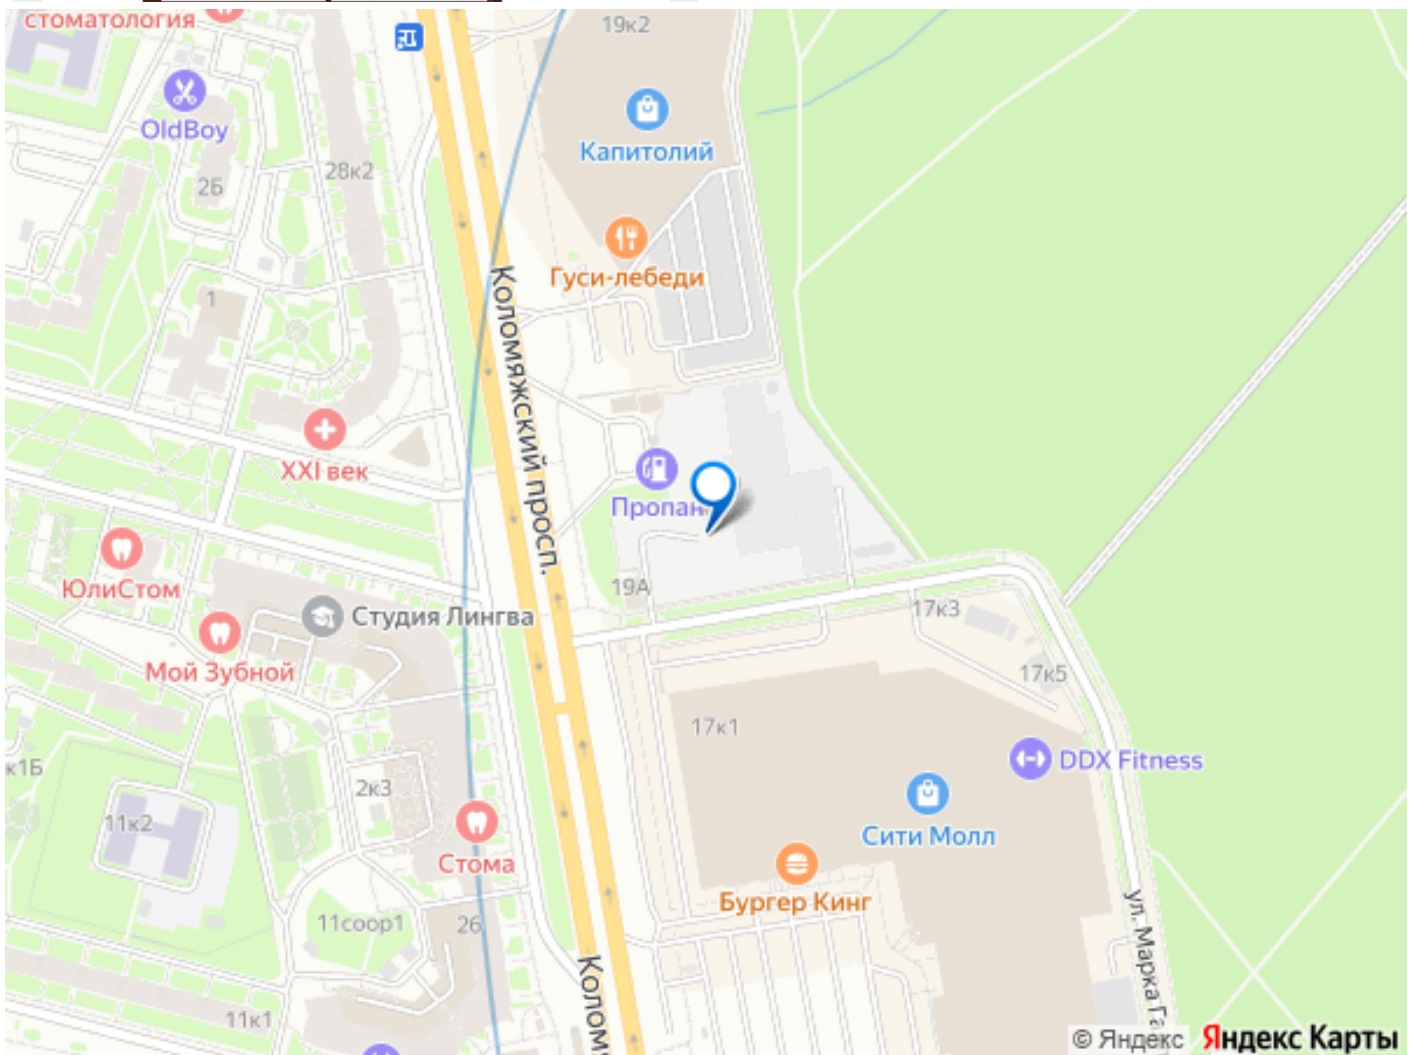 стоматология
19к2
OldBoy
Капитолий
28к2
2Б
Гуси-лебеди
1
Коломяжский просп.
XXI век
Пропан
ЮлиСтом
19А
17к3
Студия Лингва
Мой Зубной
17к5
17к1
DDX Fitness
к1Б
2к3
11к2
Сити Молл
Стома
Бургер Кинг
11соор1
26
ул. Марка Га
Колом
11к1
© Яндекс Яндекс Карты